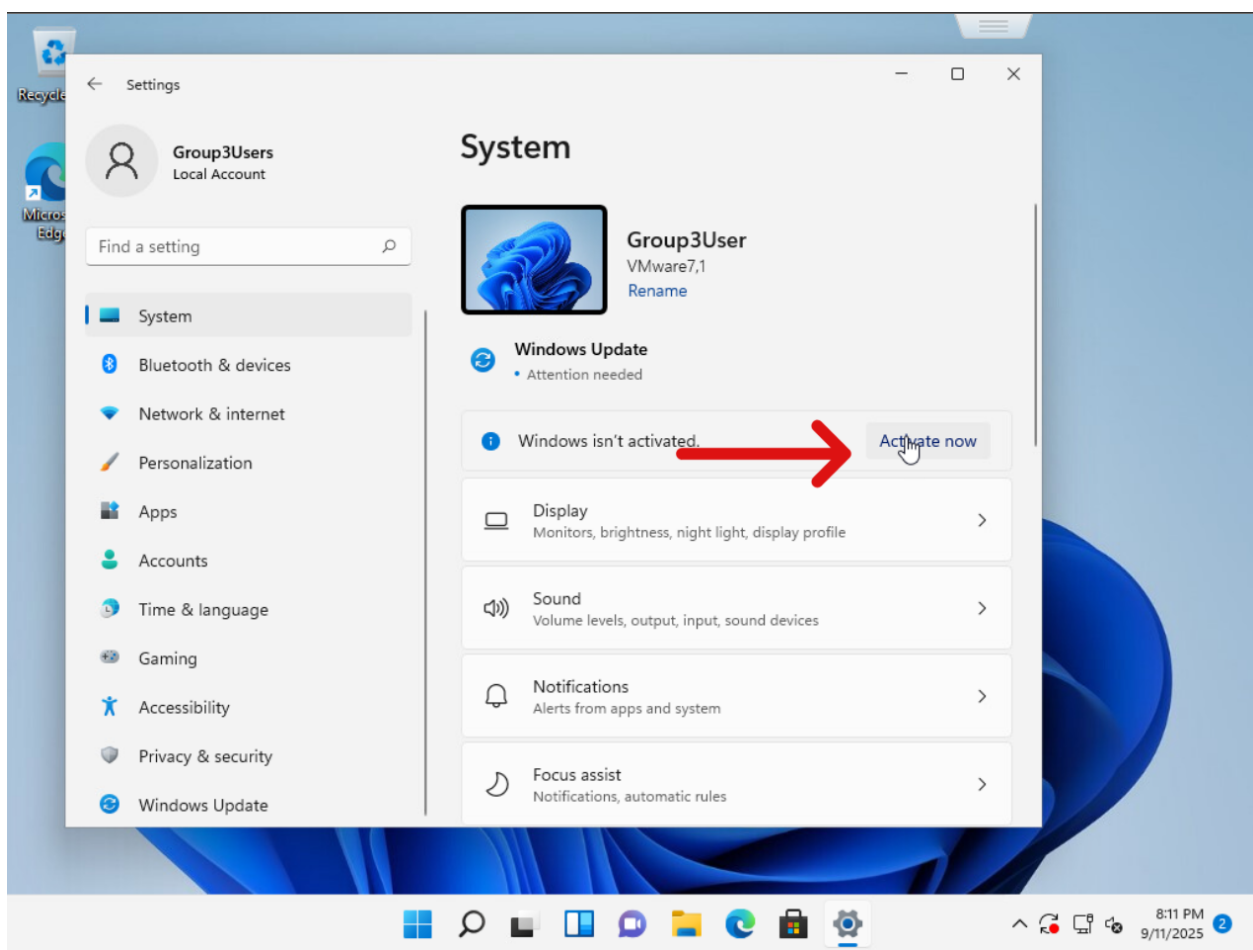 Settings
Group3Users
Local Account
Find a setting
System
Bluetooth & devices
Network & internet
Personalization
Apps
Accounts
Time & language
Gaming
Accessibility
Privacy & security
Windows Update
System
Group3User
VMware7,1
Rename
Windows Update
• Attention needed
Windows isn't activated.
Activate now
Display
Monitors, brightness, night light, display profile
Sound
Volume levels, output, input, sound devices
Notifications
Alerts from apps and system
Focus assist
Notifications, automatic rules
8:11 PM
9/11/2025
2